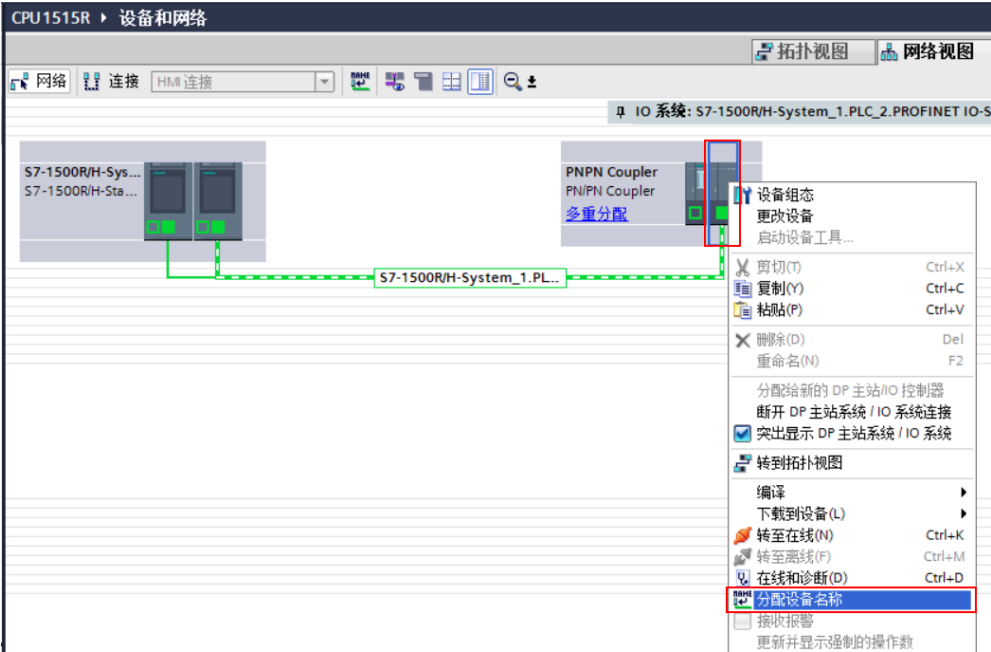 CPU1515R ▸ 设备和网络
拓扑视图 网络视图
网络 连接 HMI 连接
IO 系统: S7-1500R/H-System_1.PLC_2.PROFINET IO-S
S7-1500R/H-Sys...
S7-1500R/H-Sta...
PNPN Coupler
PN/PN Coupler
多重分配
S7-1500R/H-System_1.PL...
设备组态
更改设备
启动设备工具...
剪切(T) Ctrl+X
复制(Y) Ctrl+C
粘贴(P) Ctrl+V
删除(D) Del
重命名(N) F2
分配给新的 DP 主站/IO 控制器
断开 DP 主站系统 / IO 系统连接
突出显示 DP 主站系统 / IO 系统
转到拓扑视图
编译
下载到设备(L)
转至在线(N) Ctrl+K
转至离线(F) Ctrl+M
在线和诊断(D) Ctrl+D
NAME 分配设备名称
接收报警
更新并显示强制的操作数